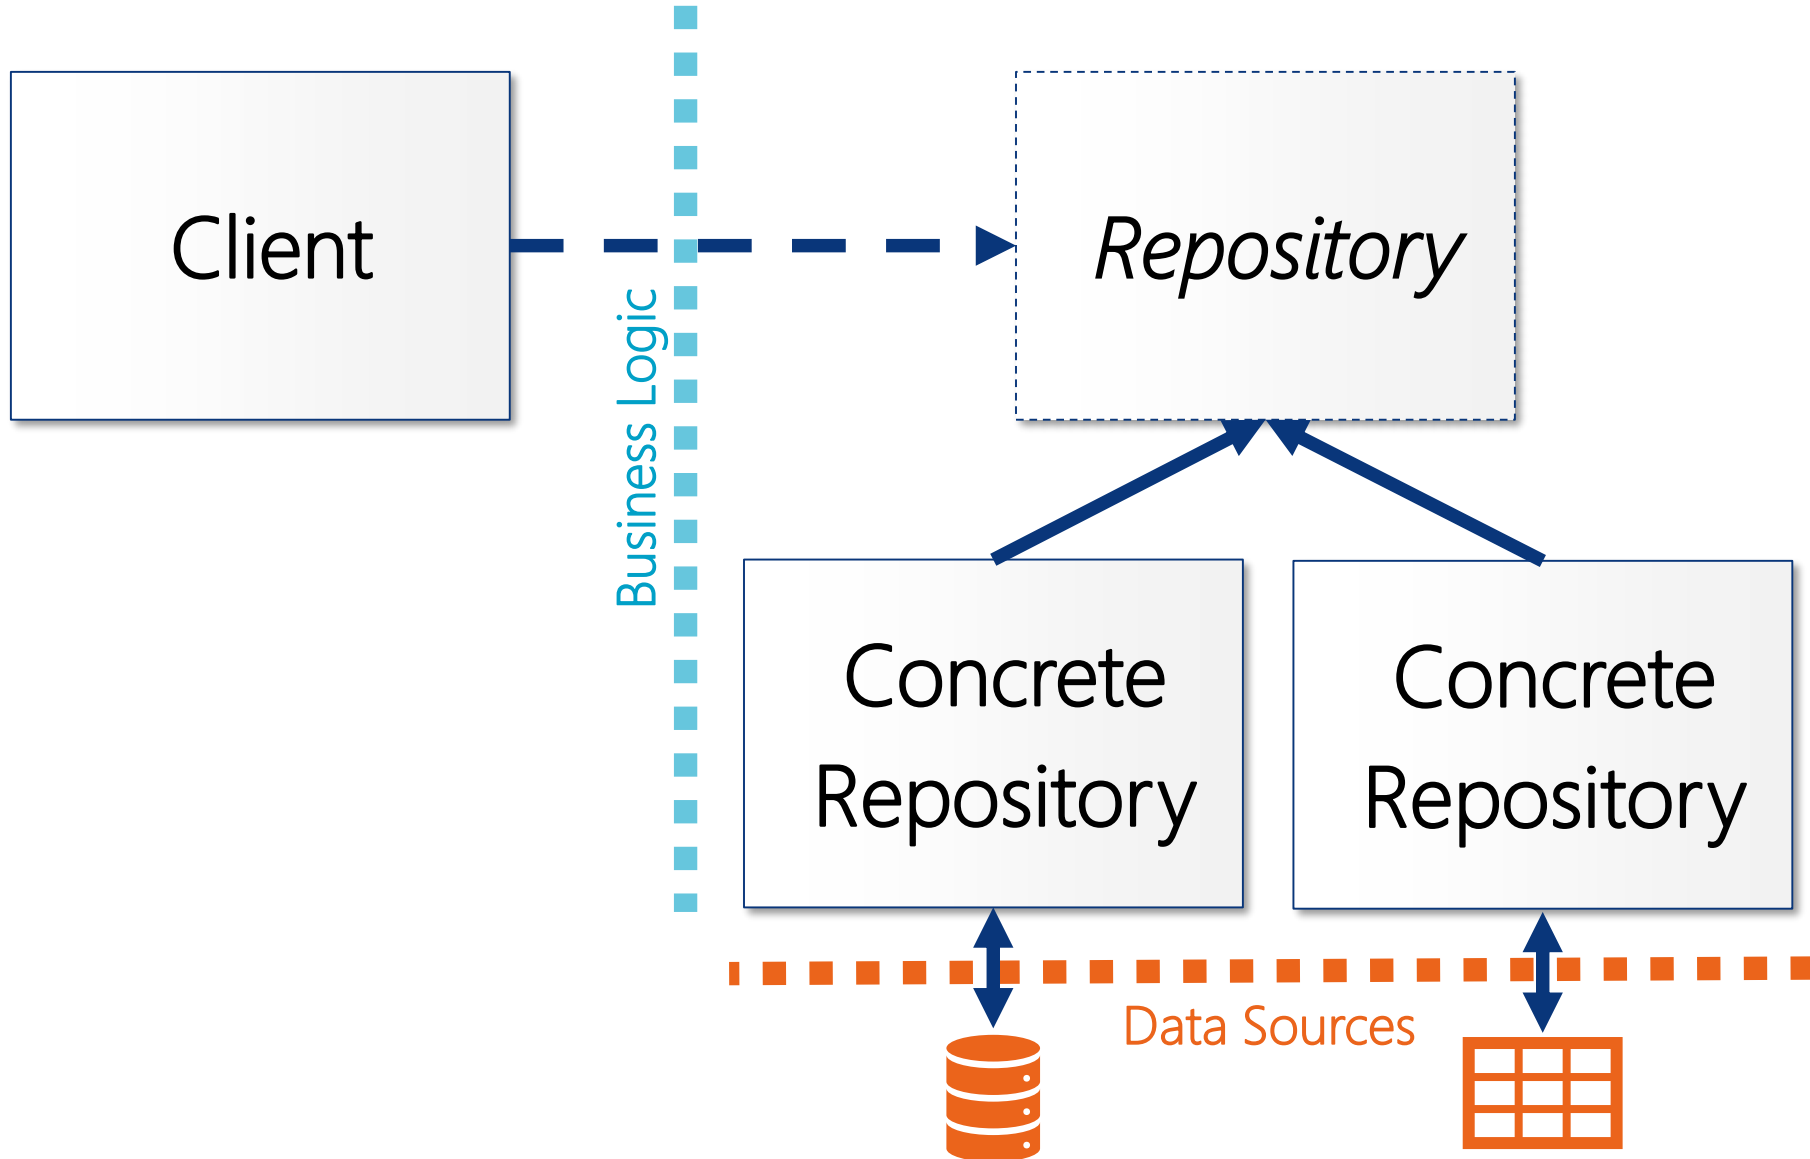 Client
Repository
Business Logic
Concrete
Repository
Concrete
Repository
Data Sources